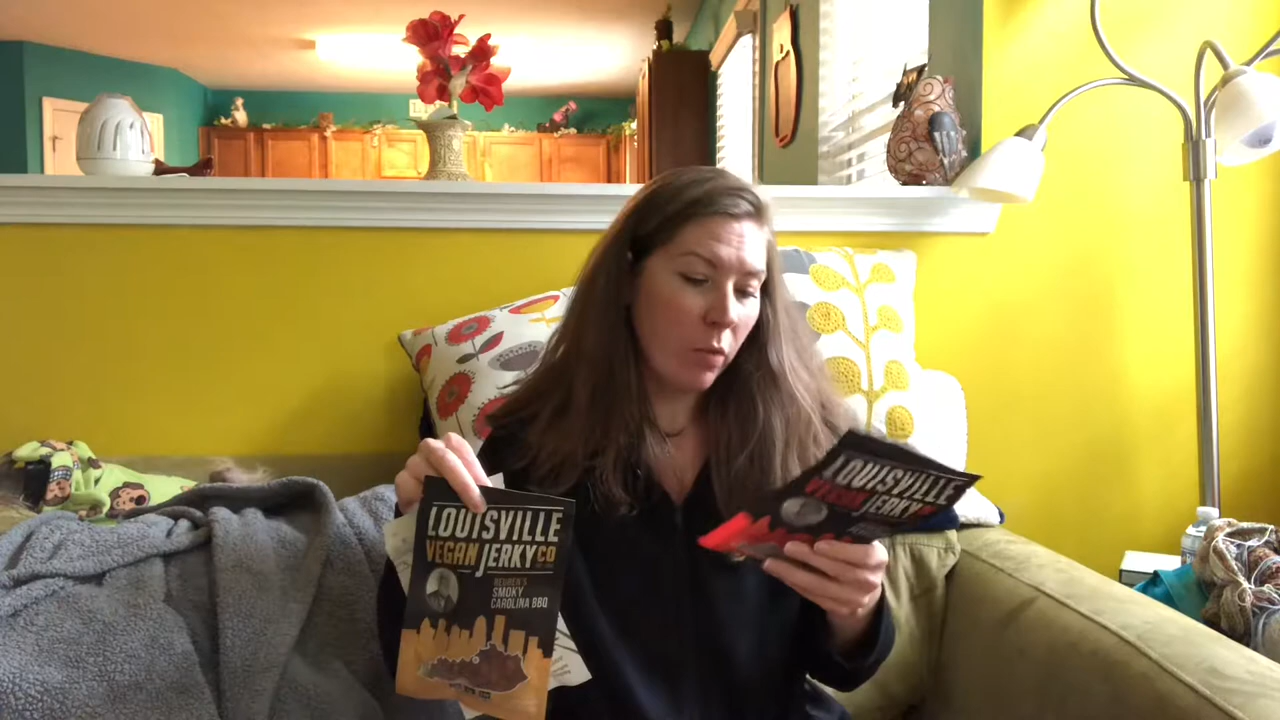 LOUISVILLE
VEGAN JERKY CO
REUBEN'S
SMOKY
CAROLINA BBQ
LOUISVILLE
VEGAN JERKY